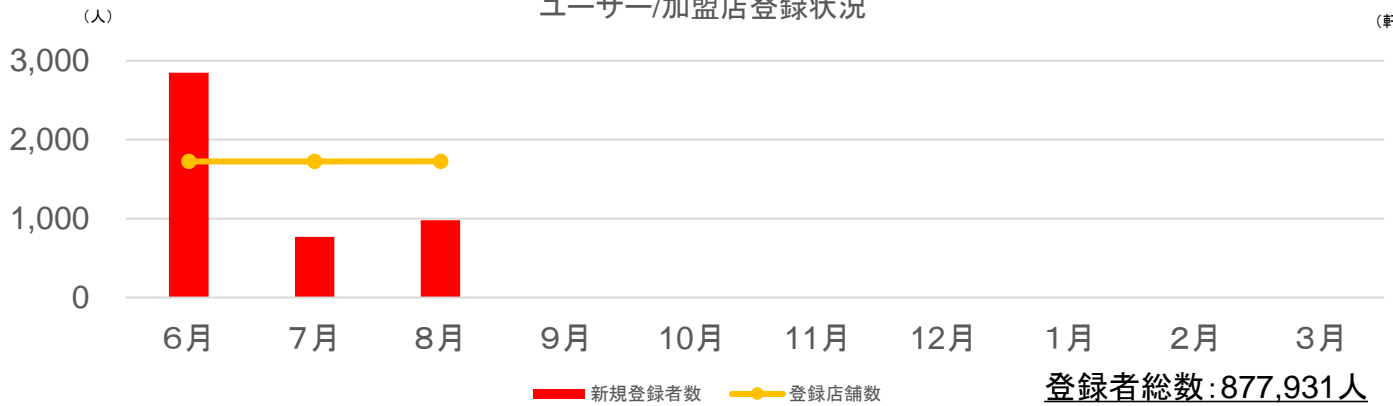 ユーザー/加盟店登録状況
（人）
（軒
3,000
2,000
1,000
0
６月 ７月 ８月 ９月 10月 11月 12月 １月 ２月 ３月
新規登録者数 登録店舗数
登録者総数：877,931人